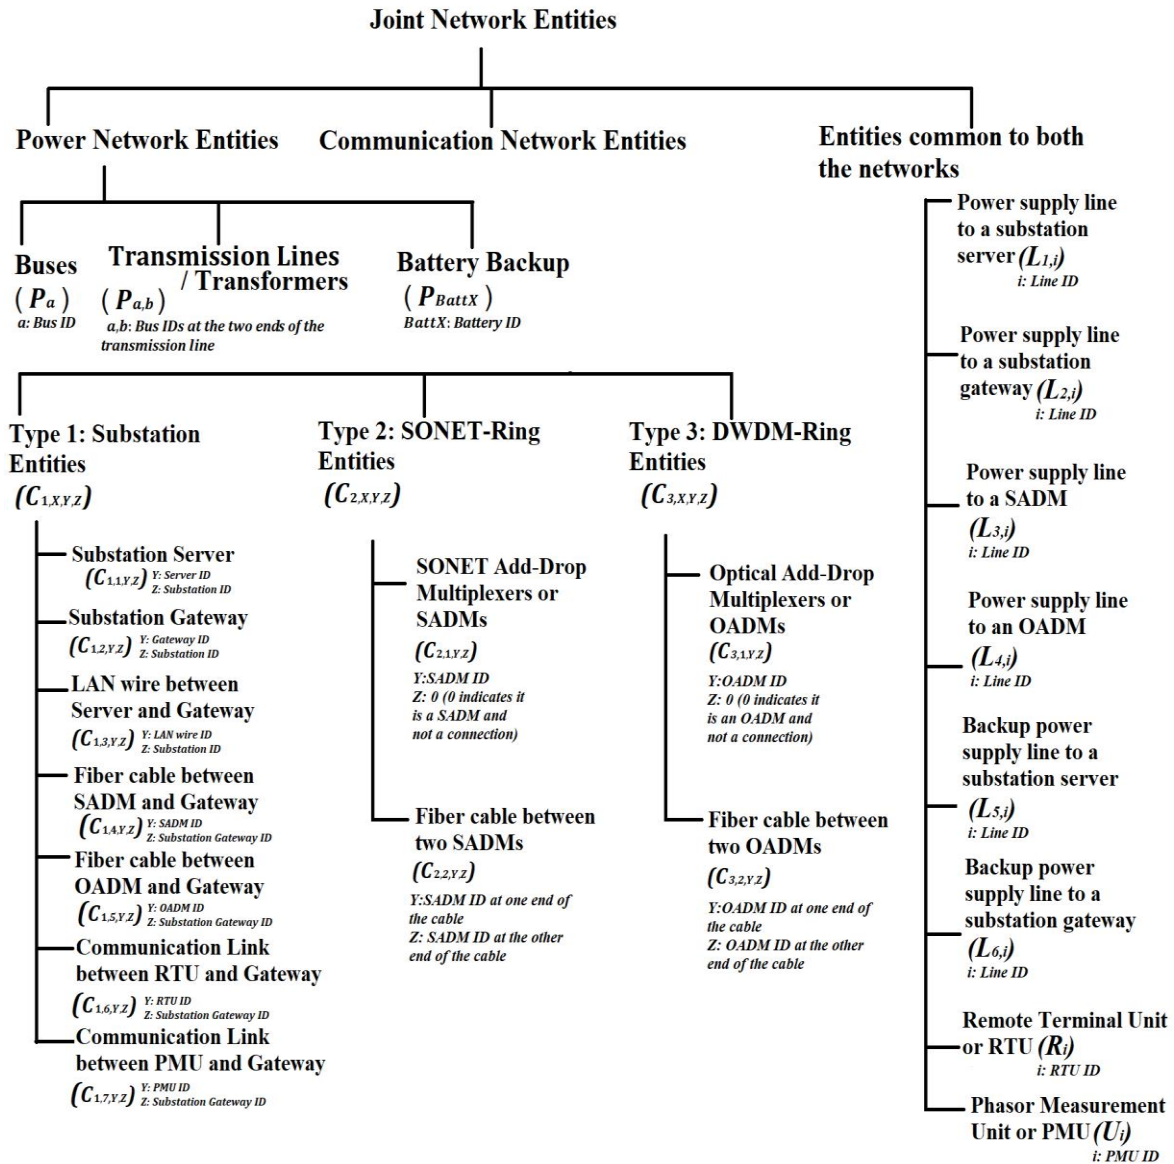 Joint Network Entities
Power Network Entities
Communication Network Entities
Entities common to both
the networks
Buses
( Pa )
a: Bus ID
Transmission Lines
/ Transformers
( Pa,b )
a,b: Bus IDs at the two ends of the
transmission line
Battery Backup
( PBattX )
BattX: Battery ID
Type 1: Substation
Entities
(C1,X,Y,Z)
Substation Server
(C1,1,Y,Z) Y: Server ID
Z: Substation ID
Substation Gateway
(C1,2,Y,Z) Y: Gateway ID
Z: Substation ID
LAN wire between
Server and Gateway
(C1,3,Y,Z) Y: LAN wire ID
Z: Substation ID
Fiber cable between
SADM and Gateway
(C1,4,Y,Z) Y: SADM ID
Z: Substation Gateway ID
Fiber cable between
OADM and Gateway
(C1,5,Y,Z) Y: OADM ID
Z: Substation Gateway ID
Communication Link
between RTU and Gateway
(C1,6,Y,Z) Y: RTU ID
Z: Substation Gateway ID
Communication Link
between PMU and Gateway
(C1,7,Y,Z) Y: PMU ID
Z: Substation Gateway ID
Type 2: SONET-Ring
Entities
(C2,X,Y,Z)
SONET Add-Drop
Multiplexers or
SADMs
(C2,1,Y,Z)
Y:SADM ID
Z: 0 (0 indicates it
is a SADM and
not a connection)
Fiber cable between
two SADMs
(C2,2,Y,Z)
Y:SADM ID at one end of
the cable
Z: SADM ID at the other
end of the cable
Type 3: DWDM-Ring
Entities
(C3,X,Y,Z)
Optical Add-Drop
Multiplexers or
OADMs
(C3,1,Y,Z)
Y:OADM ID
Z: 0 (0 indicates it
is an OADM and
not a connection)
Fiber cable between
two OADMs
(C3,2,Y,Z)
Y:OADM ID at one end of
the cable
Z: OADM ID at the other
end of the cable
Power supply line
to a substation
server (L1,i)
i: Line ID
Power supply line
to a substation
gateway (L2,i)
i: Line ID
Power supply line
to a SADM
(L3,i)
i: Line ID
Power supply line
to an OADM
(L4,i)
i: Line ID
Backup power
supply line to a
substation server
(L5,i)
i: Line ID
Backup power
supply line to a
substation gateway
(L6,i)
i: Line ID
Remote Terminal Unit
or RTU (Ri)
i: RTU ID
Phasor Measurement
Unit or PMU (Ui)
i: PMU ID